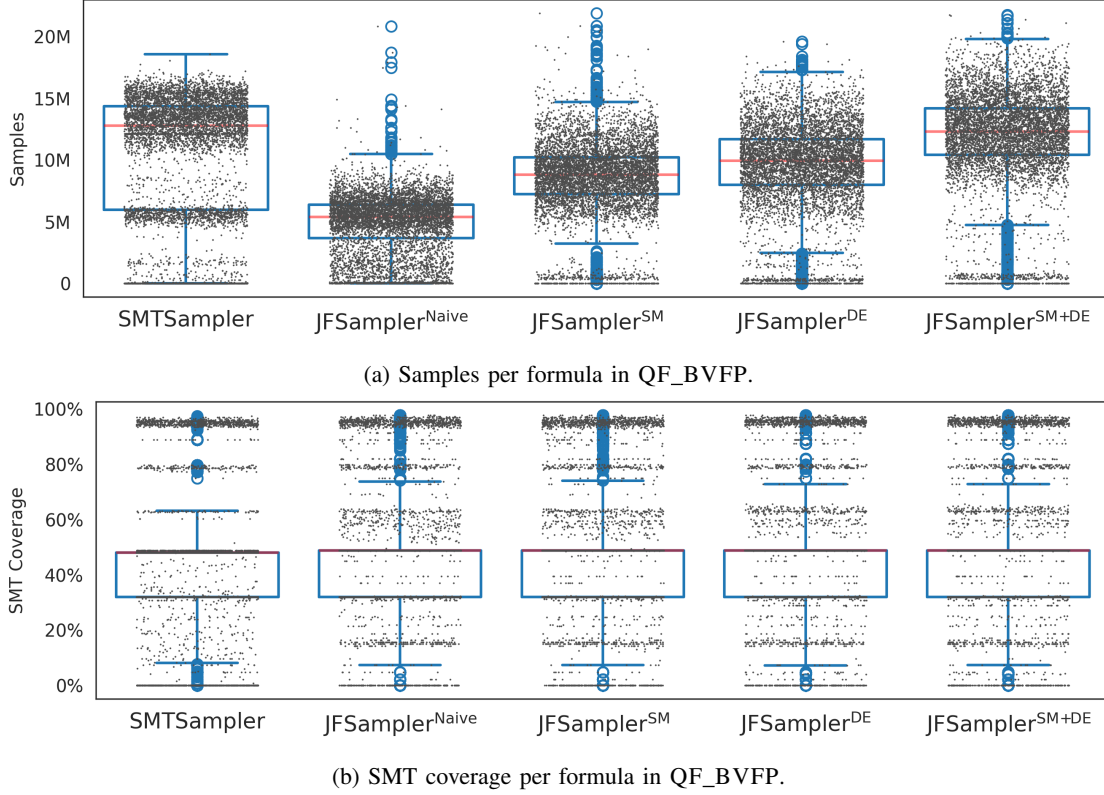 20M
15M
10M
5M
0
Samples
SMTSampler JFSampler^Naive JFSampler^SM JFSampler^DE JFSampler^SM+DE
(a) Samples per formula in QF_BVFP.
100%
80%
60%
40%
20%
0%
SMT Coverage
SMTSampler JFSampler^Naive JFSampler^SM JFSampler^DE JFSampler^SM+DE
(b) SMT coverage per formula in QF_BVFP.